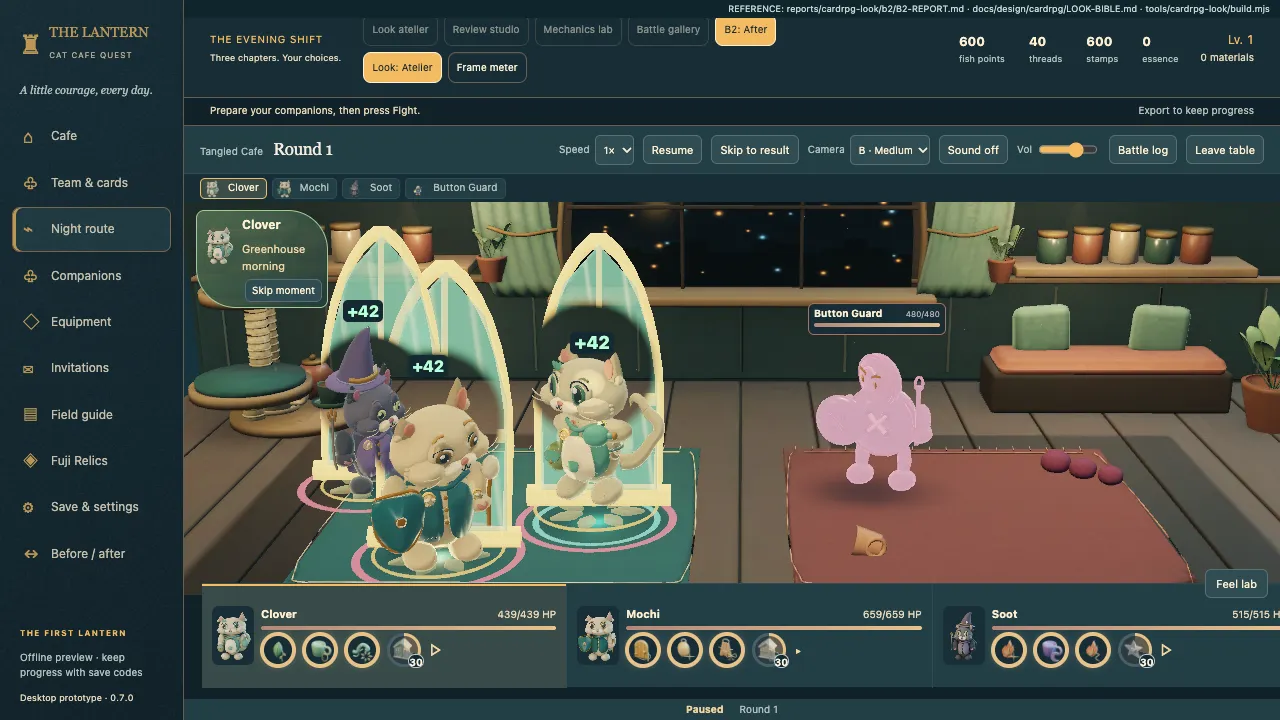 REFERENCE: reports/cardrpg-look/b2/B2-REPORT.md · docs/design/cardrpg/LOOK-BIBLE.md · tools/cardrpg-look/build.mjs
THE LANTERN
CAT CAFE QUEST
A little courage, every day.
Cafe
Team & cards
Night route
Companions
Equipment
Invitations
Field guide
Fuji Relics
Save & settings
Before / after
THE FIRST LANTERN
Offline preview · keep
progress with save codes
Desktop prototype · 0.7.0
THE EVENING SHIFT
Three chapters. Your choices.
Look atelier
Review studio
Mechanics lab
Battle gallery
B2: After
Look: Atelier
Frame meter
600
fish points
40
threads
600
stamps
0
essence
Lv. 1
0 materials
Prepare your companions, then press Fight.
Export to keep progress
Tangled Cafe
Round 1
Speed
1x
Resume
Skip to result
Camera
B · Medium
Sound off
Vol
Battle log
Leave table
Clover
Mochi
Soot
Button Guard
Clover
Greenhouse
morning
Skip moment
+42
+42
+42
Button Guard
480/480
Feel lab
Clover
439/439 HP
30
Mochi
659/659 HP
30
Soot
515/515 H
30
Paused
Round 1